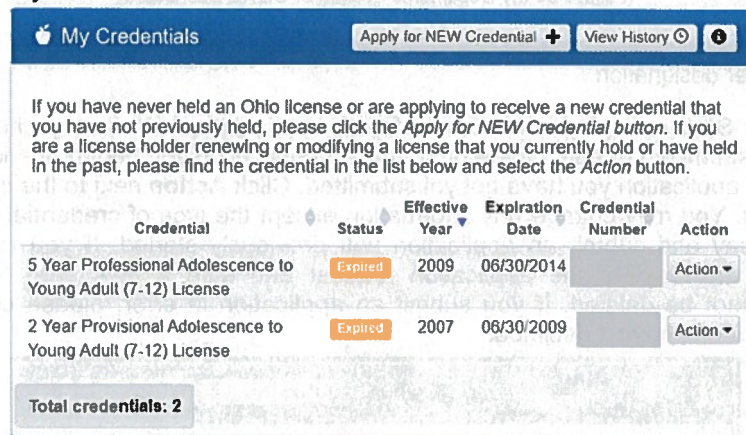 My Credentials
Apply for NEW Credential
View History
If you have never held an Ohio license or are applying to receive a new credential that
you have not previously held, please click the Apply for NEW Credential button. If you
are a license holder renewing or modifying a license that you currently hold or have held
in the past, please find the credential in the list below and select the Action button.
Credential Status Effective Year Expiration Date Credential Number Action
5 Year Professional Adolescence to Expired 2009 06/30/2014 Action
Young Adult (7-12) License
2 Year Provisional Adolescence to Expired 2007 06/30/2009 Action
Young Adult (7-12) License
Total credentials: 2